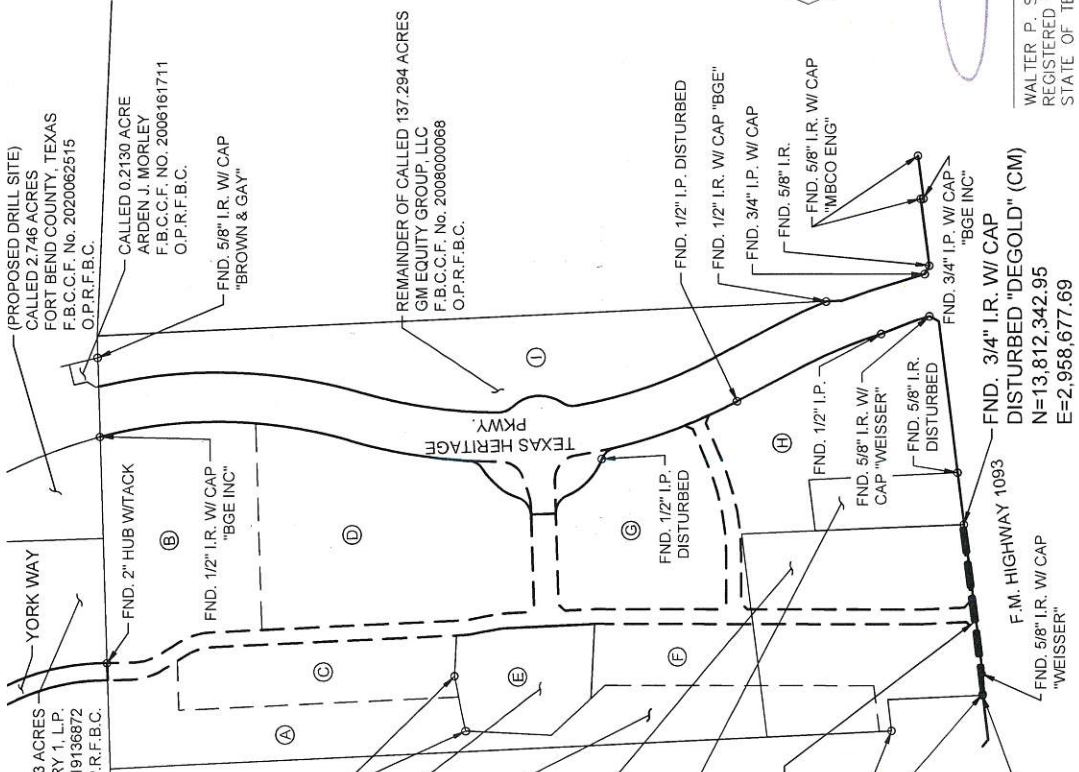 (PROPOSED DRILL SITE)
CALLED 2.746 ACRES
FORT BEND COUNTY, TEXAS
F.B.C.C.F. No. 2020062515
O.P.R.F.B.C.
CALLED 0.2130 ACRE
ARDEN J. MORLEY
F.B.C.C.F. NO. 2006161711
O.P.R.F.B.C.
FND. 5/8" I.R. W/ CAP
"BROWN & GAY"
YORK WAY
3 ACRES
RY 1, L.P.
19136872
P.R.F.B.C.
FND. 2" HUB W/TACK
FND. 1/2" I.R. W/ CAP
"BGE INC"
REMAINDER OF CALLED 137.294 ACRES
GM EQUITY GROUP, LLC
F.B.C.C.F. No. 2008000068
O.P.R.F.B.C.
A
B
C
D
E
F
G
H
I
TEXAS HERITAGE
PKWY.
FND. 1/2" I.P.
DISTURBED
FND. 1/2" I.P. DISTURBED
FND. 1/2" I.R. W/ CAP "BGE"
FND. 3/4" I.P. W/ CAP
FND. 5/8" I.R.
FND. 5/8" I.R. W/ CAP
"MBCO ENG"
FND. 3/4" I.P. W/ CAP
"BGE INC"
FND. 1/2" I.P.
FND. 5/8" I.R. W/
CAP "WEISSER"
FND. 5/8" I.R.
DISTURBED
FND. 3/4" I.R. W/ CAP
DISTURBED "DEGOLD" (CM)
N=13,812,342.95
E=2,958,677.69
F.M. HIGHWAY 1093
FND. 5/8" I.R. W/ CAP
"WEISSER"
WALTER P. S
REGISTERED
STATE OF TE